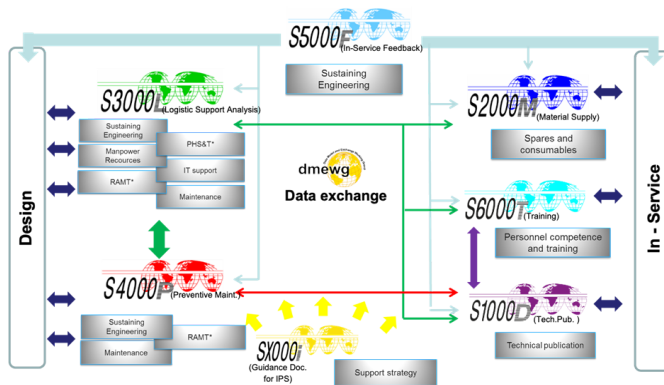 S5000F
(In-Service Feedback)
Sustaining
Engineering
Design
In - Service
S3000L
(Logistic Support Analysis)
Sustaining
Engineering
Manpower
Recources
RAMT*
PHS&T*
IT support
Maintenance
S2000M
(Material Supply)
Spares and
consumables
dmewg
Data exchange
S6000T
(Training)
Personnel competence
and training
S4000P
(Preventive Maint.)
Sustaining
Engineering
Maintenance
RAMT*
SX000i
(Guidance Doc.
for IPS)
Support strategy
S1000D
(Tech.Pub. )
Technical publication